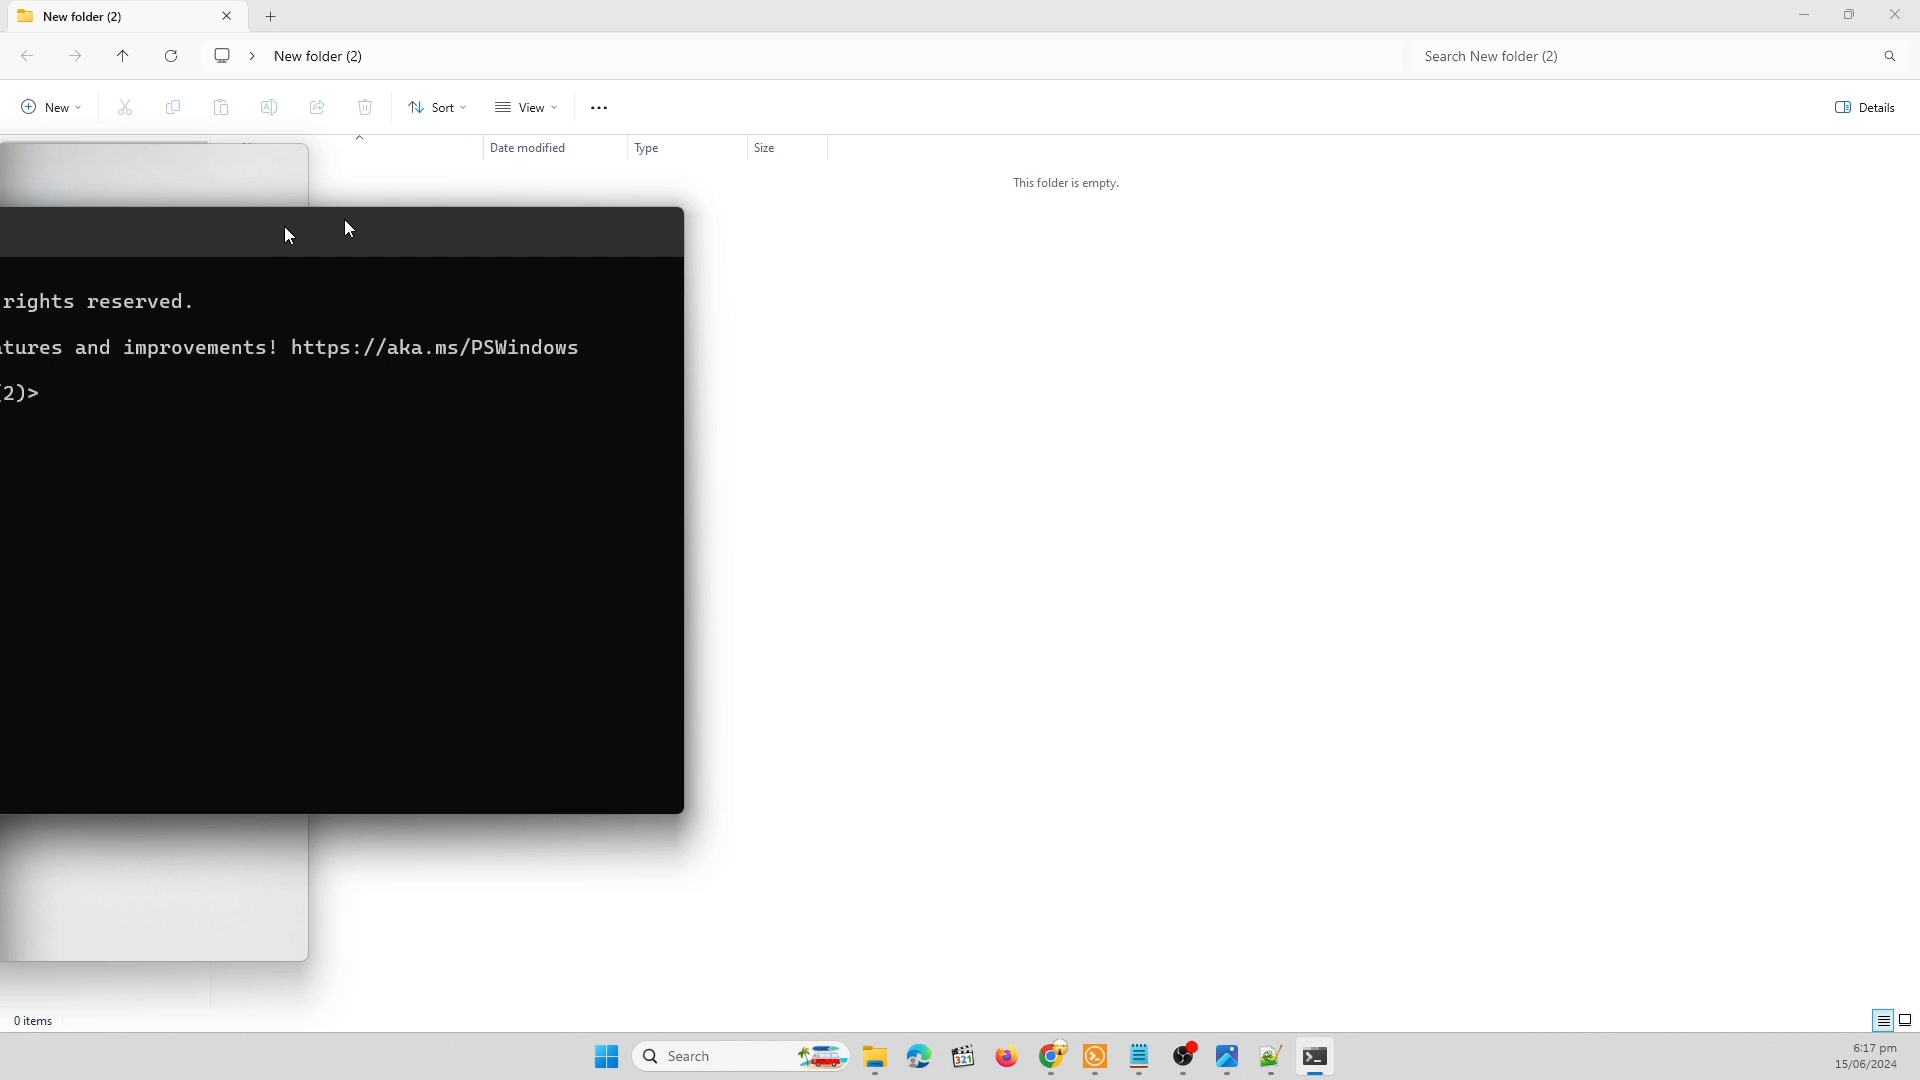 New folder (2)
New folder (2)
Search New folder (2)
New
Sort
View
Details
Date modified
Type
Size
This folder is empty.
rights reserved.
tures and improvements! https://aka.ms/PSWindows
(2)>
0 items
Search
321
6:17 pm
15/06/2024